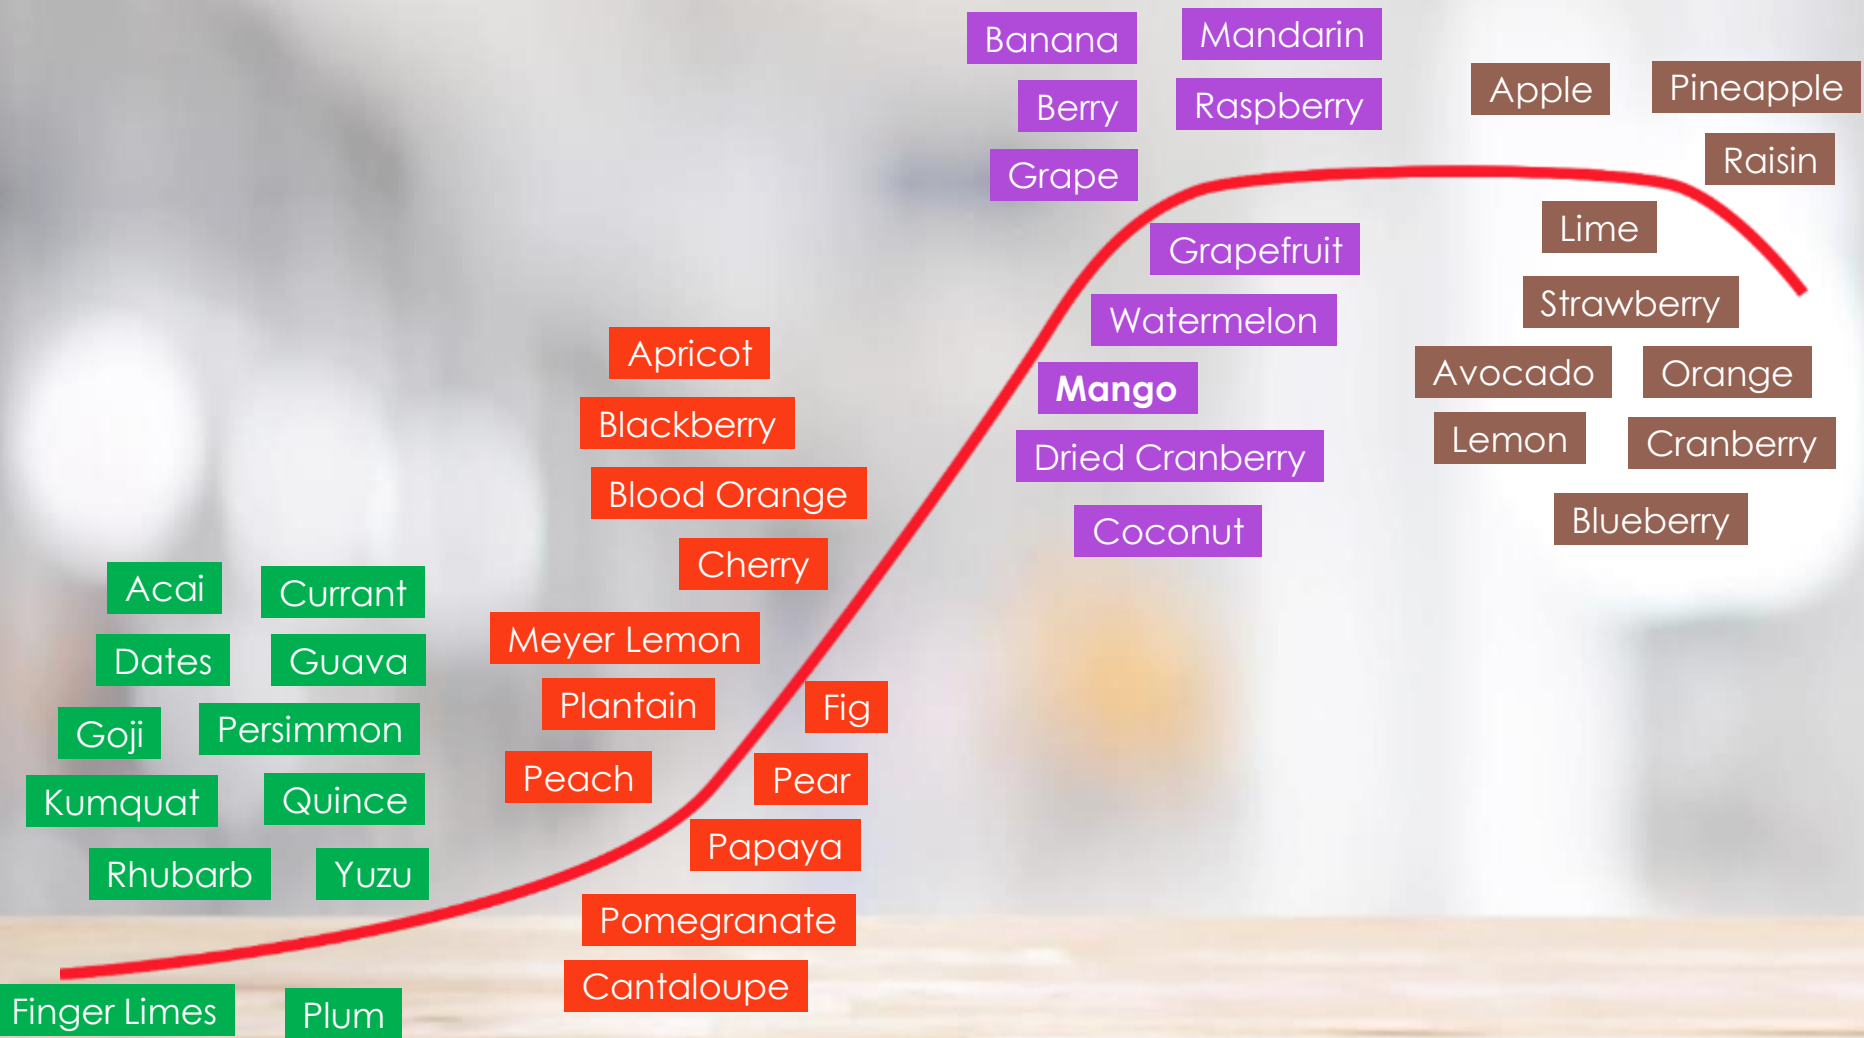 Acai
Currant
Dates
Guava
Goji
Persimmon
Kumquat
Quince
Rhubarb
Yuzu
Finger Limes
Plum
Apricot
Blackberry
Blood Orange
Cherry
Meyer Lemon
Plantain
Fig
Peach
Pear
Papaya
Pomegranate
Cantaloupe
Banana
Mandarin
Berry
Raspberry
Grape
Grapefruit
Watermelon
Mango
Dried Cranberry
Coconut
Apple
Pineapple
Raisin
Lime
Strawberry
Avocado
Orange
Lemon
Cranberry
Blueberry